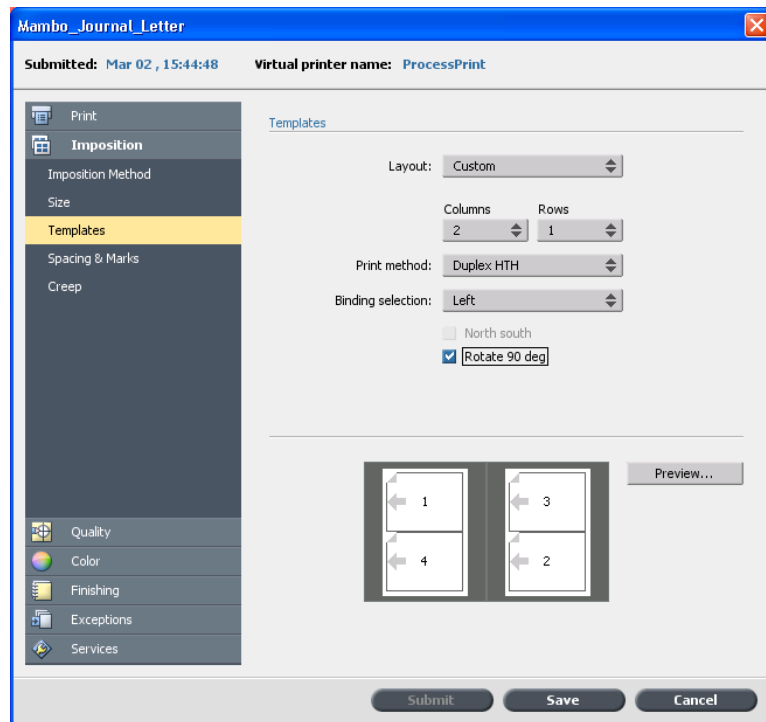 Mambo_Journal_Letter
Submitted: Mar 02 , 15:44:48 Virtual printer name: ProcessPrint
Print
Imposition
Imposition Method
Size
Templates
Spacing & Marks
Creep
Quality
Color
Finishing
Exceptions
Services
Templates
Layout: Custom
Columns Rows
2 1
Print method: Duplex HTH
Binding selection: Left
North south
Rotate 90 deg
1 3
4 2
Preview...
Submit Save Cancel